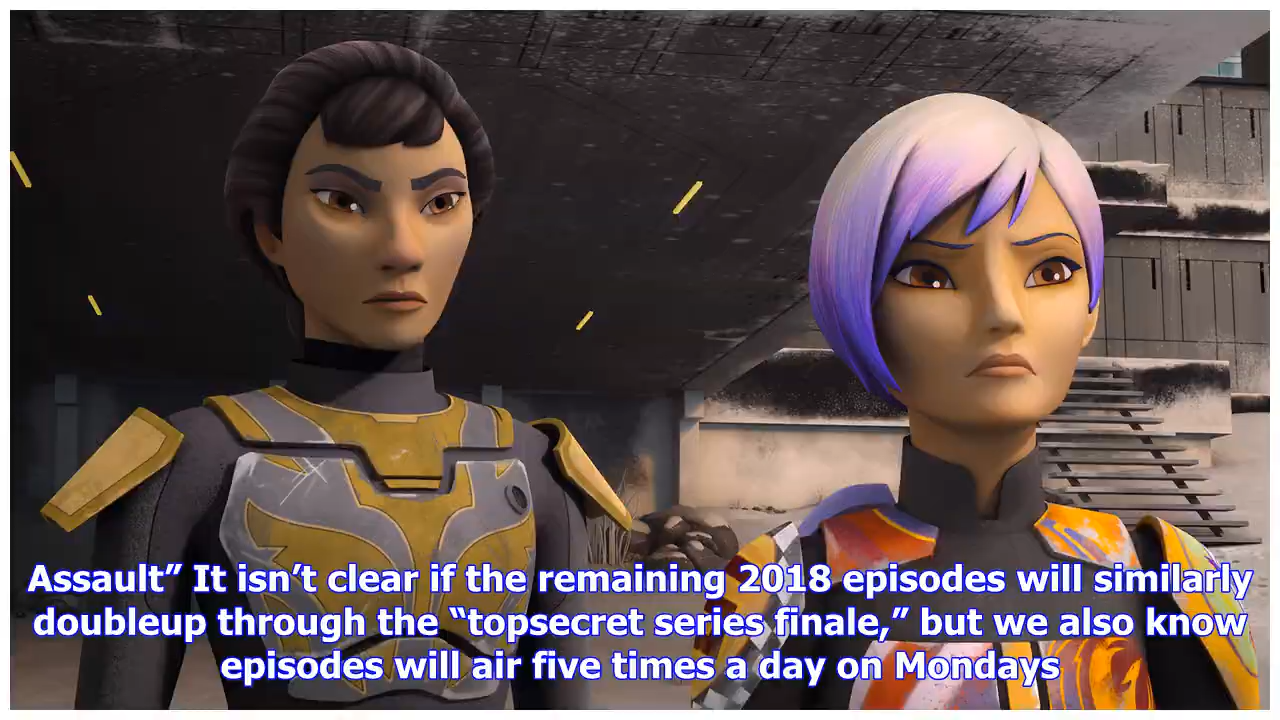 Assault” It isn’t clear if the remaining 2018 episodes will similarly
doubleup through the “topsecret series finale,” but we also know
episodes will air five times a day on Mondays